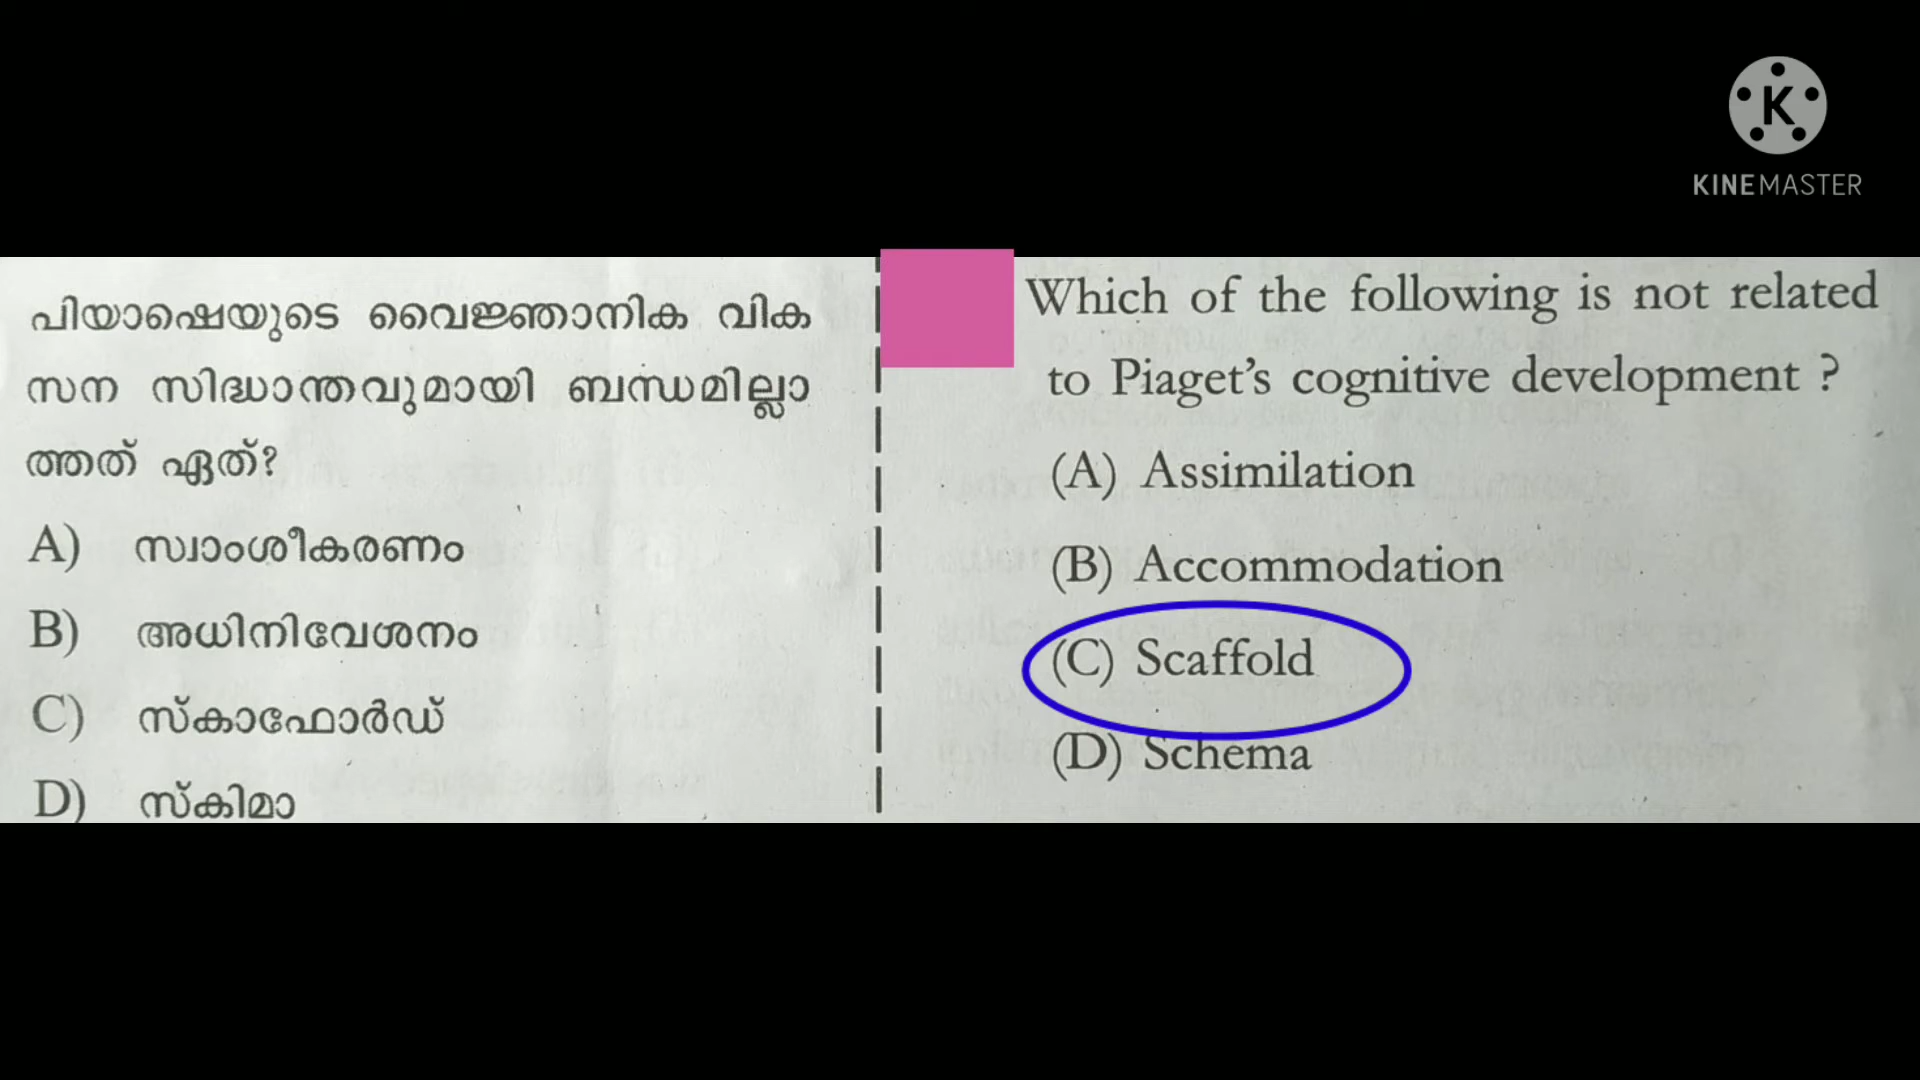 KINEMASTER
പിയാഷെയുടെ വൈജ്ഞാനിക വിക
സന സിദ്ധാന്തവുമായി ബന്ധമില്ലാ
ത്തത് ഏത്?
A) സ്വാംശീകരണം
B) അധിനിവേശനം
C) സ്കാഫോർഡ്
D) സ്കിമാ
Which of the following is not related
to Piaget's cognitive development ?
(A) Assimilation
(B) Accommodation
(C) Scaffold
(D) Schema